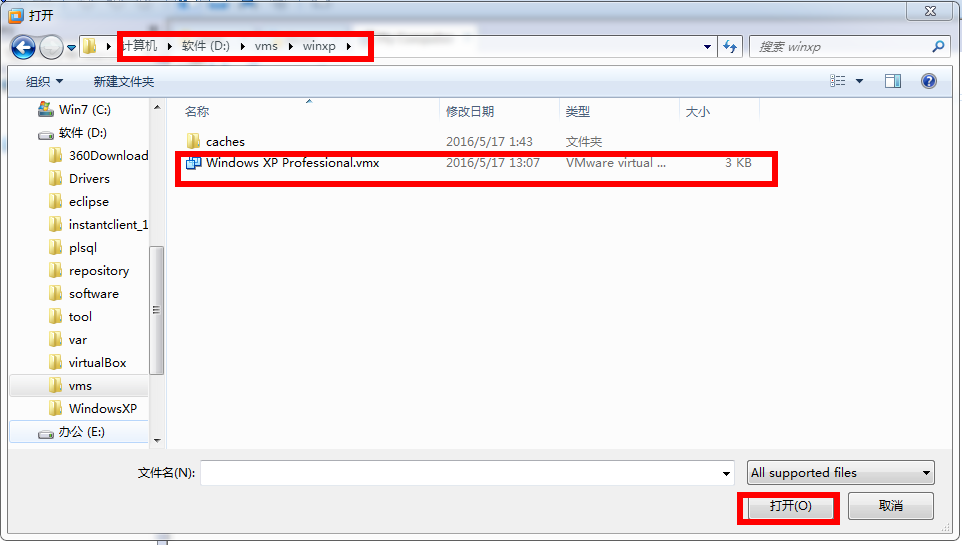 打开
计算机 软件 (D:) vms winxp
搜索 winxp
组织 新建文件夹
名称 修改日期 类型 大小
Win7 (C:)
软件 (D:)
360Download
Drivers
eclipse
instantclient_1
plsql
repository
software
tool
var
virtualBox
vms
WindowsXP
办公 (E:)
caches 2016/5/17 1:43 文件夹
Windows XP Professional.vmx 2016/5/17 13:07 VMware virtual ... 3 KB
文件名(N):
All supported files
打开(O) 取消